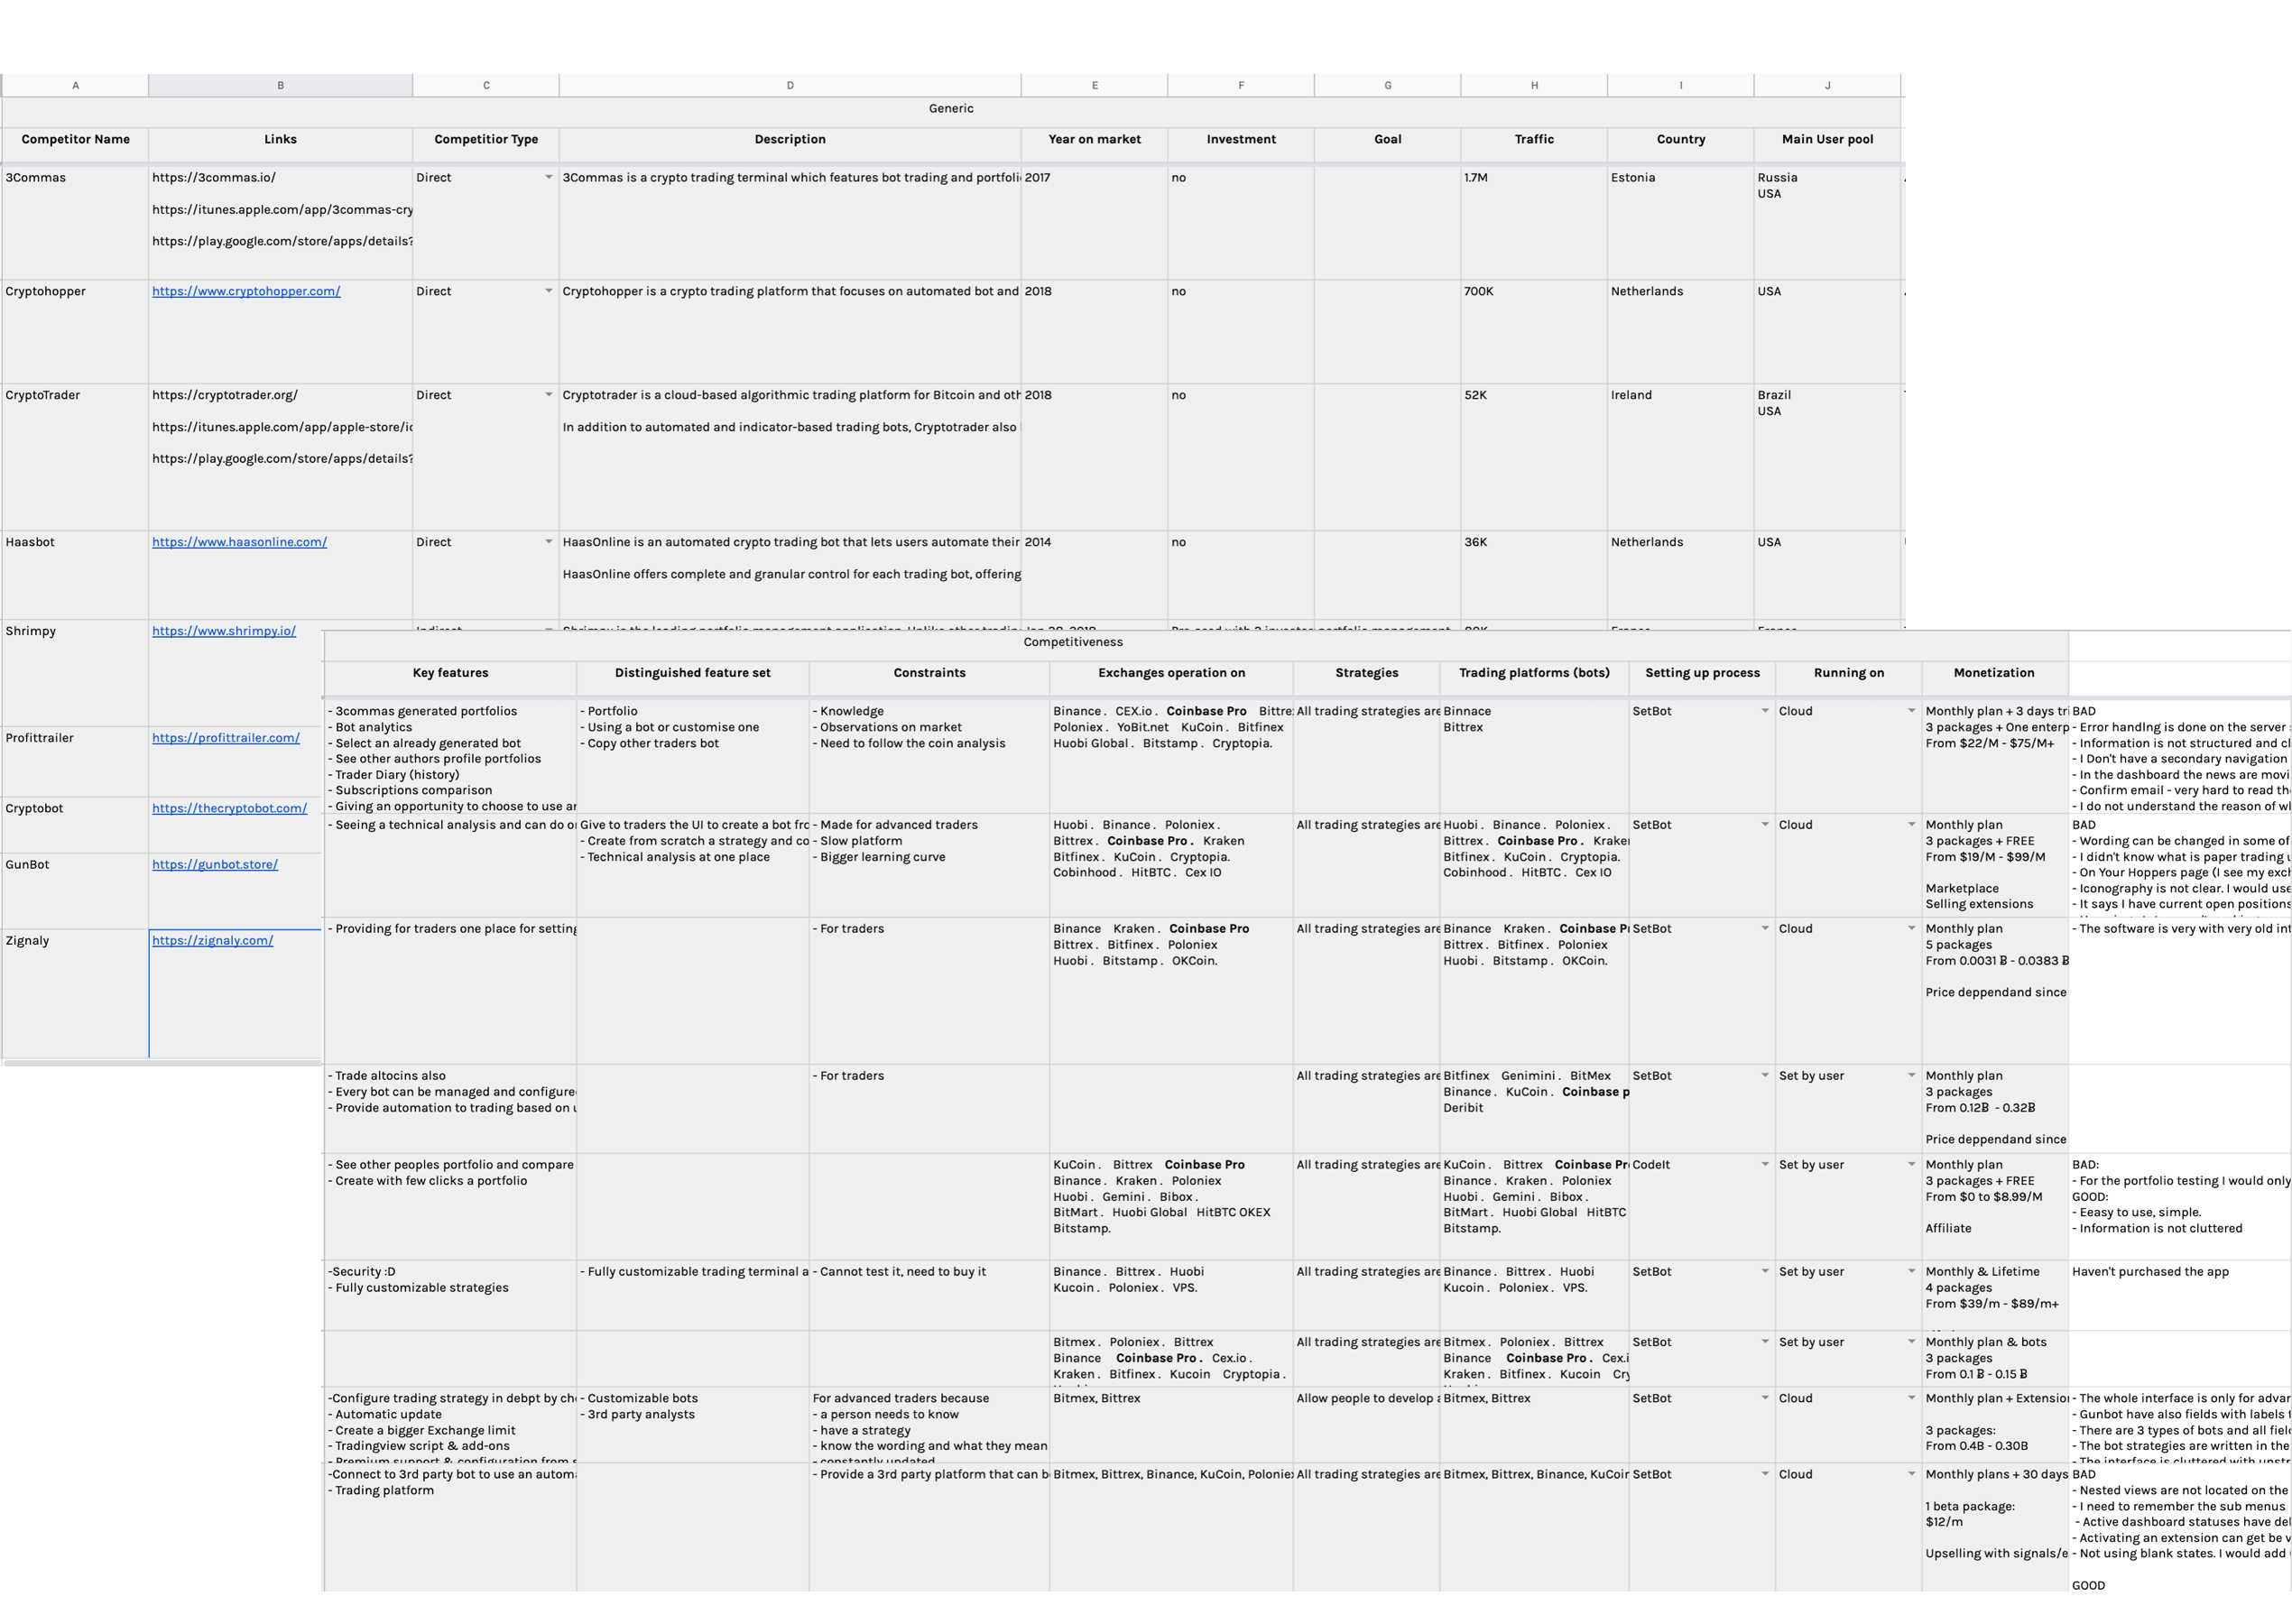 A B C D E F G H I J
Generic
Competitor Name Links Competitior Type Description Year on market Investment Goal Traffic Country Main User pool
3Commas https://3commas.io/ Direct 3Commas is a crypto trading terminal which features bot trading and portfoli 2017 no 1.7M Estonia Russia
USA
https://itunes.apple.com/app/3commas-cry
https://play.google.com/store/apps/details?
Cryptohopper https://www.cryptohopper.com/ Direct Cryptohopper is a crypto trading platform that focuses on automated bot and 2018 no 700K Netherlands USA
CryptoTrader https://cryptotrader.org/ Direct Cryptotrader is a cloud-based algorithmic trading platform for Bitcoin and oth 2018 no 52K Ireland Brazil
USA
https://itunes.apple.com/app/apple-store/ic In addition to automated and indicator-based trading bots, Cryptotrader also
https://play.google.com/store/apps/details?
Haasbot https://www.haasonline.com/ Direct HaasOnline is an automated crypto trading bot that lets users automate their 2014 no 36K Netherlands USA
HaasOnline offers complete and granular control for each trading bot, offering
Shrimpy https://www.shrimpy.io/
Profittrailer https://profittrailer.com/
Cryptobot https://thecryptobot.com/
GunBot https://gunbot.store/
Zignaly https://zignaly.com/
Competitiveness
Key features Distinguished feature set Constraints Exchanges operation on Strategies Trading platforms (bots) Setting up process Running on Monetization
- 3commas generated portfolios - Portfolio - Knowledge Binance . CEX.io . Coinbase Pro Bittre All trading strategies are Binnace SetBot Cloud Monthly plan + 3 days tri BAD
- Bot analytics - Using a bot or customise one - Observations on market Poloniex . YoBit.net KuCoin . Bitfinex Bittrex 3 packages + One enterp - Error handlng is done on the server
- Select an already generated bot - Copy other traders bot - Need to follow the coin analysis Huobi Global . Bitstamp . Cryptopia. From $22/M - $75/M+ - Information is not structured and cl
- See other authors profile portfolios - I Don't have a secondary navigation
- Trader Diary (history) - In the dashboard the news are movi
- Subscriptions comparison - Confirm email - very hard to read th
- Giving an opportunity to choose to use ar - I do not understand the reason of wl
- Seeing a technical analysis and can do o Give to traders the UI to create a bot fro - Made for advanced traders Huobi . Binance . Poloniex . All trading strategies are Huobi . Binance . Poloniex . SetBot Cloud Monthly plan BAD
- Create from scratch a strategy and co - Slow platform Bittrex . Coinbase Pro . Kraken Bittrex . Coinbase Pro . Kraken 3 packages + FREE - Wording can be changed in some of
- Technical analysis at one place - Bigger learning curve Bitfinex . KuCoin . Cryptopia. Bitfinex . KuCoin . Cryptopia. From $19/M - $99/M - I didn't know what is paper trading u
Cobinhood . HitBTC . Cex IO Cobinhood . HitBTC . Cex IO - On Your Hoppers page (I see my excl
Marketplace - Iconography is not clear. I would use
Selling extensions - It says I have current open positions
- Providing for traders one place for setting - For traders Binance Kraken . Coinbase Pro All trading strategies are Binance Kraken . Coinbase P SetBot Cloud Monthly plan - The software is very with very old int
Bittrex . Bitfinex . Poloniex Bittrex . Bitfinex . Poloniex 5 packages
Huobi . Bitstamp . OKCoin. Huobi . Bitstamp . OKCoin. From 0.0031 Ƀ - 0.0383 Ƀ
Price deppendand since
- Trade altocins also - For traders All trading strategies are Bitfinex Genimini . BitMex SetBot Set by user Monthly plan
- Every bot can be managed and configure Binance . KuCoin . Coinbase p 3 packages
- Provide automation to trading based on u Deribit From 0.12Ƀ - 0.32Ƀ
Price deppendand since
- See other peoples portfolio and compare KuCoin . Bittrex Coinbase Pro All trading strategies are KuCoin . Bittrex Coinbase Pr CodeIt Set by user Monthly plan BAD:
- Create with few clicks a portfolio Binance . Kraken . Poloniex Binance . Kraken . Poloniex 3 packages + FREE - For the portfolio testing I would only
Huobi . Gemini . Bibox . Huobi . Gemini . Bibox . From $0 to $8.99/M GOOD:
BitMart . Huobi Global HitBTC OKEX BitMart . Huobi Global HitBTC - Eeasy to use, simple.
Bitstamp. Bitstamp. Affiliate - Information is not cluttered
-Security :D - Fully customizable trading terminal a - Cannot test it, need to buy it Binance . Bittrex . Huobi All trading strategies are Binance . Bittrex . Huobi SetBot Set by user Monthly & Lifetime Haven't purchased the app
- Fully customizable strategies Kucoin . Poloniex . VPS. Kucoin . Poloniex . VPS. 4 packages
From $39/m - $89/m+
Bitmex . Poloniex . Bittrex All trading strategies are Bitmex . Poloniex . Bittrex SetBot Set by user Monthly plan & bots
Binance Coinbase Pro . Cex.io . Binance Coinbase Pro . Cex.i 3 packages
Kraken . Bitfinex . Kucoin Cryptopia . Kraken . Bitfinex . Kucoin Cry From 0.1 Ƀ - 0.15 Ƀ
-Configure trading strategy in debpt by ch - Customizable bots For advanced traders because Bitmex, Bittrex Allow people to develop a Bitmex, Bittrex SetBot Cloud Monthly plan + Extension - The whole interface is only for advar
- Automatic update - 3rd party analysts - a person needs to know - Gunbot have also fields with labels t
- Create a bigger Exchange limit - have a strategy 3 packages: - There are 3 types of bots and all fiel
- Tradingview script & add-ons - know the wording and what they mean From 0.4B - 0.30B - The bot strategies are written in the
- Premium support & configuration from s - constantly updated - The interface is cluttered with unstr
-Connect to 3rd party bot to use an autom - Provide a 3rd party platform that can b Bitmex, Bittrex, Binance, KuCoin, Polonie All trading strategies are Bitmex, Bittrex, Binance, KuCoir SetBot Cloud Monthly plans + 30 days BAD
- Trading platform - Nested views are not located on the
1 beta package: - I need to remember the sub menus
$12/m - Active dashboard statuses have del
- Activating an extension can get be v
Upselling with signals/e - Not using blank states. I would add
GOOD